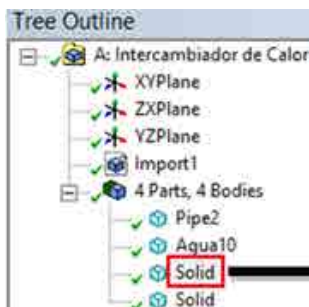 Tree Outline
A: Intercambiador de Calor
XYPlane
ZXPlane
YZPlane
Import1
4 Parts, 4 Bodies
Pipe2
Agua10
Solid
Solid